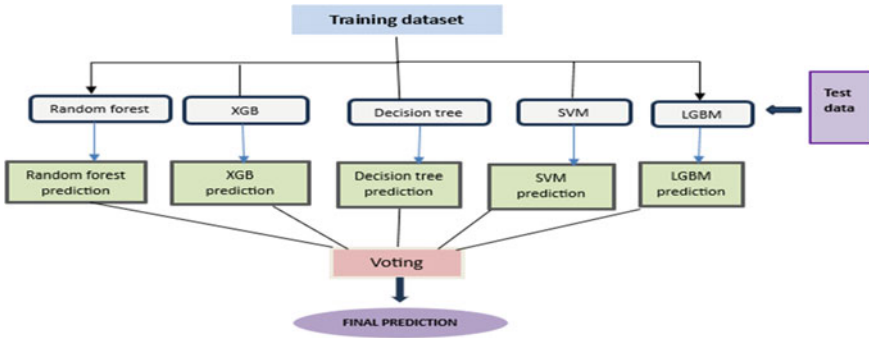 Training dataset
Random forest
XGB
Decision tree
SVM
LGBM
Test
data
Random forest
prediction
XGB
prediction
Decision tree
prediction
SVM
prediction
LGBM
prediction
Voting
FINAL PREDICTION